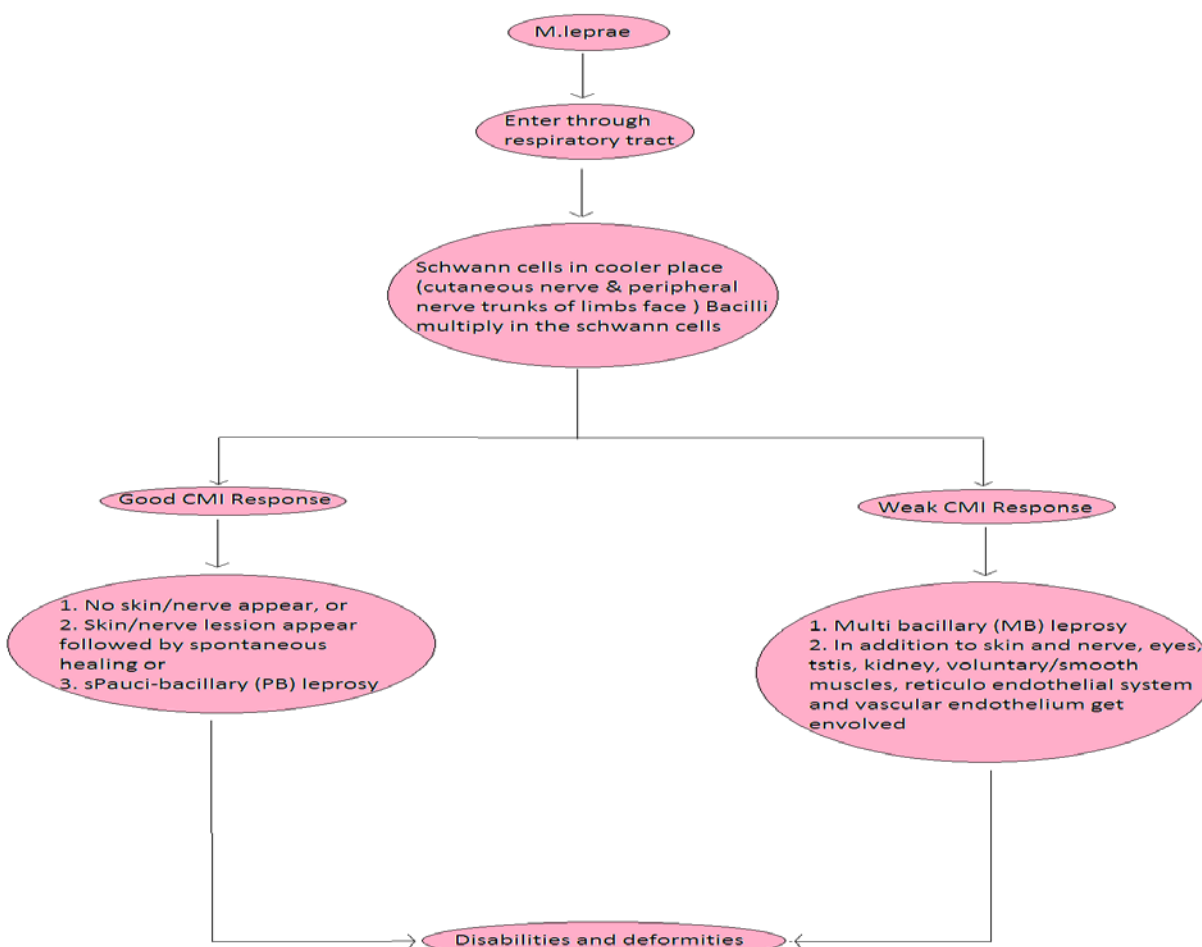 M.leprae
Enter through
respiratory tract
Schwann cells in cooler place
(cutaneous nerve & peripheral
nerve trunks of limbs face ) Bacilli
multiply in the schwann cells
Good CMI Response
Weak CMI Response
1. No skin/nerve appear, or
2. Skin/nerve lession appear
followed by spontaneous
healing or
3. sPauci-bacillary (PB) leprosy
1. Multi bacillary (MB) leprosy
2. In addition to skin and nerve, eyes,
tstis, kidney, voluntary/smooth
muscles, reticulo endothelial system
and vascular endothelium get
envolved
Disabilities and deformities